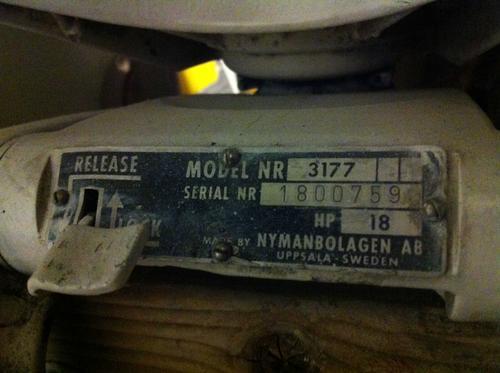 RELEASE
MODEL NR 3177
SERIAL NR 1800759
HP 18
BY NYMANBOLAGEN AB
UPPSALA-SWEDEN